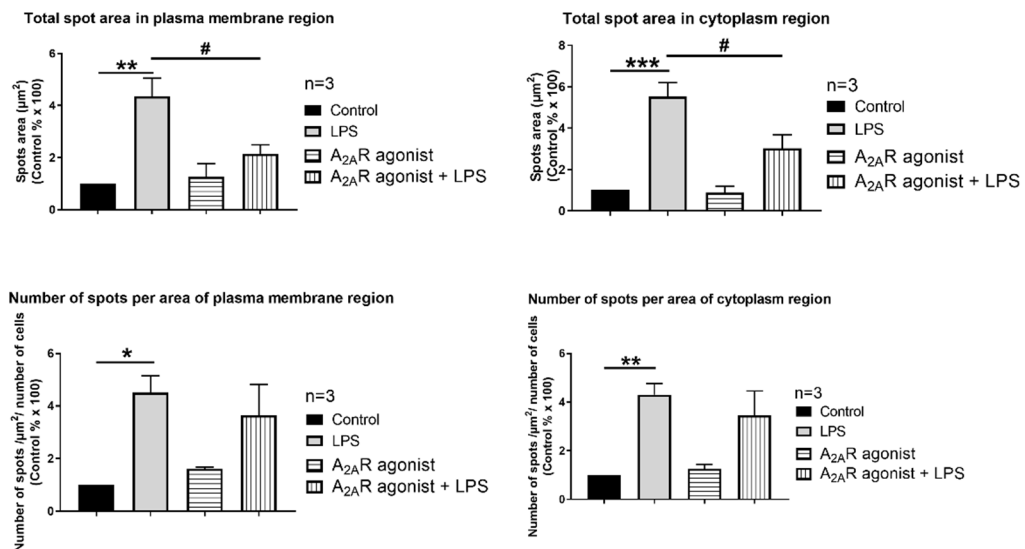 Total spot area in plasma membrane region
Spots area (µm²)
(Control % x 100)
6
4
2
0
**
#
n=3
Control
LPS
A₂ₐR agonist
A₂ₐR agonist + LPS
Total spot area in cytoplasm region
Spots area (µm²)
(Control % x 100)
8
6
4
2
0
***
#
n=3
Control
LPS
A₂ₐR agonist
A₂ₐR agonist + LPS
Number of spots per area of plasma membrane region
Number of spots /µm²/ number of cells
(Control % x 100)
6
4
2
0
*
n=3
Control
LPS
A₂ₐR agonist
A₂ₐR agonist + LPS
Number of spots per area of cytoplasm region
Number of spots /µm²/ number of cells
(Control % x 100)
6
4
2
0
**
n=3
Control
LPS
A₂ₐR agonist
A₂ₐR agonist + LPS